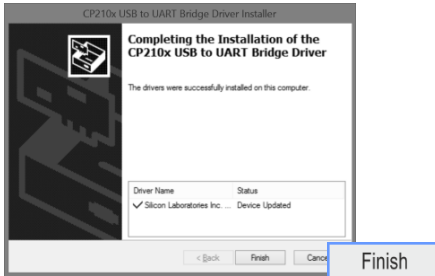 CP210x USB to UART Bridge Driver Installer
Completing the Installation of the
CP210x USB to UART Bridge Driver
The drivers were successfully installed on this computer.
Driver Name Status
Silicon Laboratories Inc. ... Device Updated
< Back Finish Cance
Finish